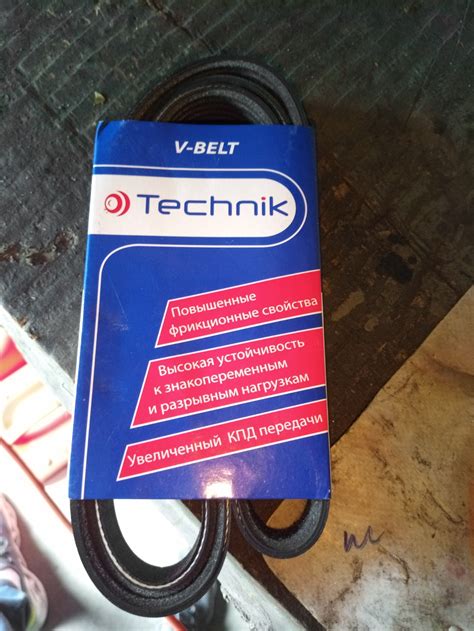 V-BELT
Technik
Повышенные
фрикционные свойства
Высокая устойчивость
к знакопеременным
и разрывным нагрузкам
Увеличенный КПД передачи